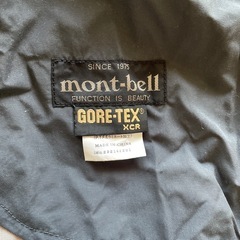 SINCE 1975
mont-bell
FUNCTION IS BEAUTY
GORE-TEX®
XCR
MADE IN CHINA